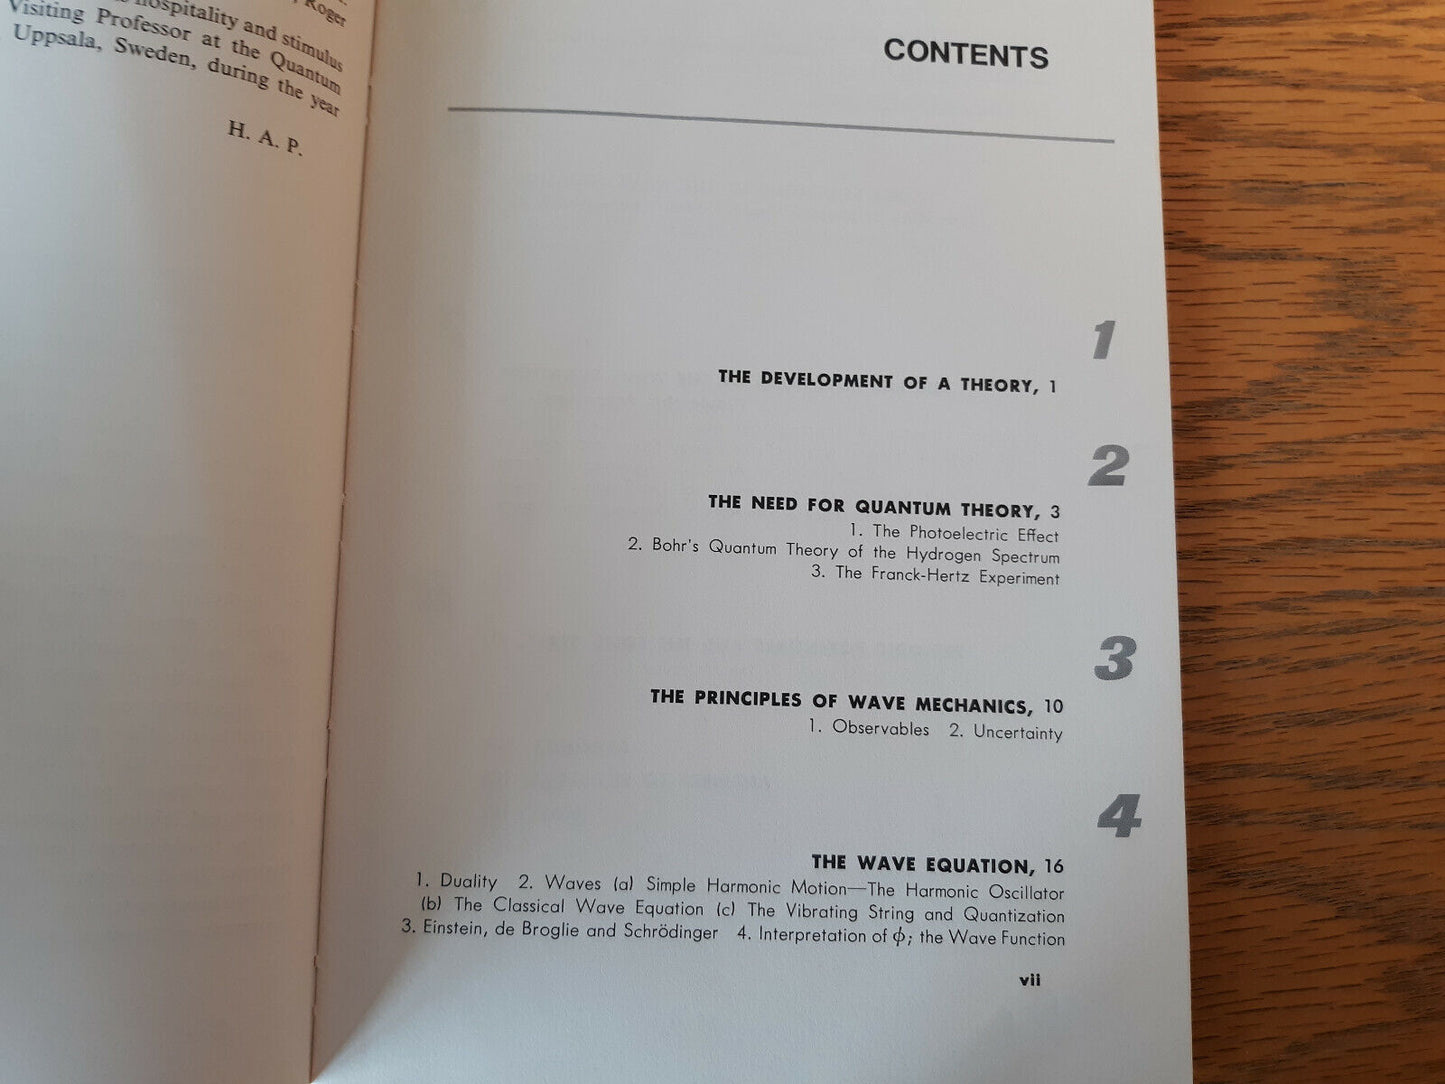 Roger
hospitality and stimulus
Visiting Professor at the Quantum
Uppsala, Sweden, during the year
H. A. P.
CONTENTS
1
THE DEVELOPMENT OF A THEORY, 1
2
THE NEED FOR QUANTUM THEORY, 3
1. The Photoelectric Effect
2. Bohr's Quantum Theory of the Hydrogen Spectrum
3. The Franck-Hertz Experiment
3
THE PRINCIPLES OF WAVE MECHANICS, 10
1. Observables 2. Uncertainty
4
THE WAVE EQUATION, 16
1. Duality 2. Waves (a) Simple Harmonic Motion—The Harmonic Oscillator
(b) The Classical Wave Equation (c) The Vibrating String and Quantization
3. Einstein, de Broglie and Schrödinger 4. Interpretation of ϕ; the Wave Function
vii